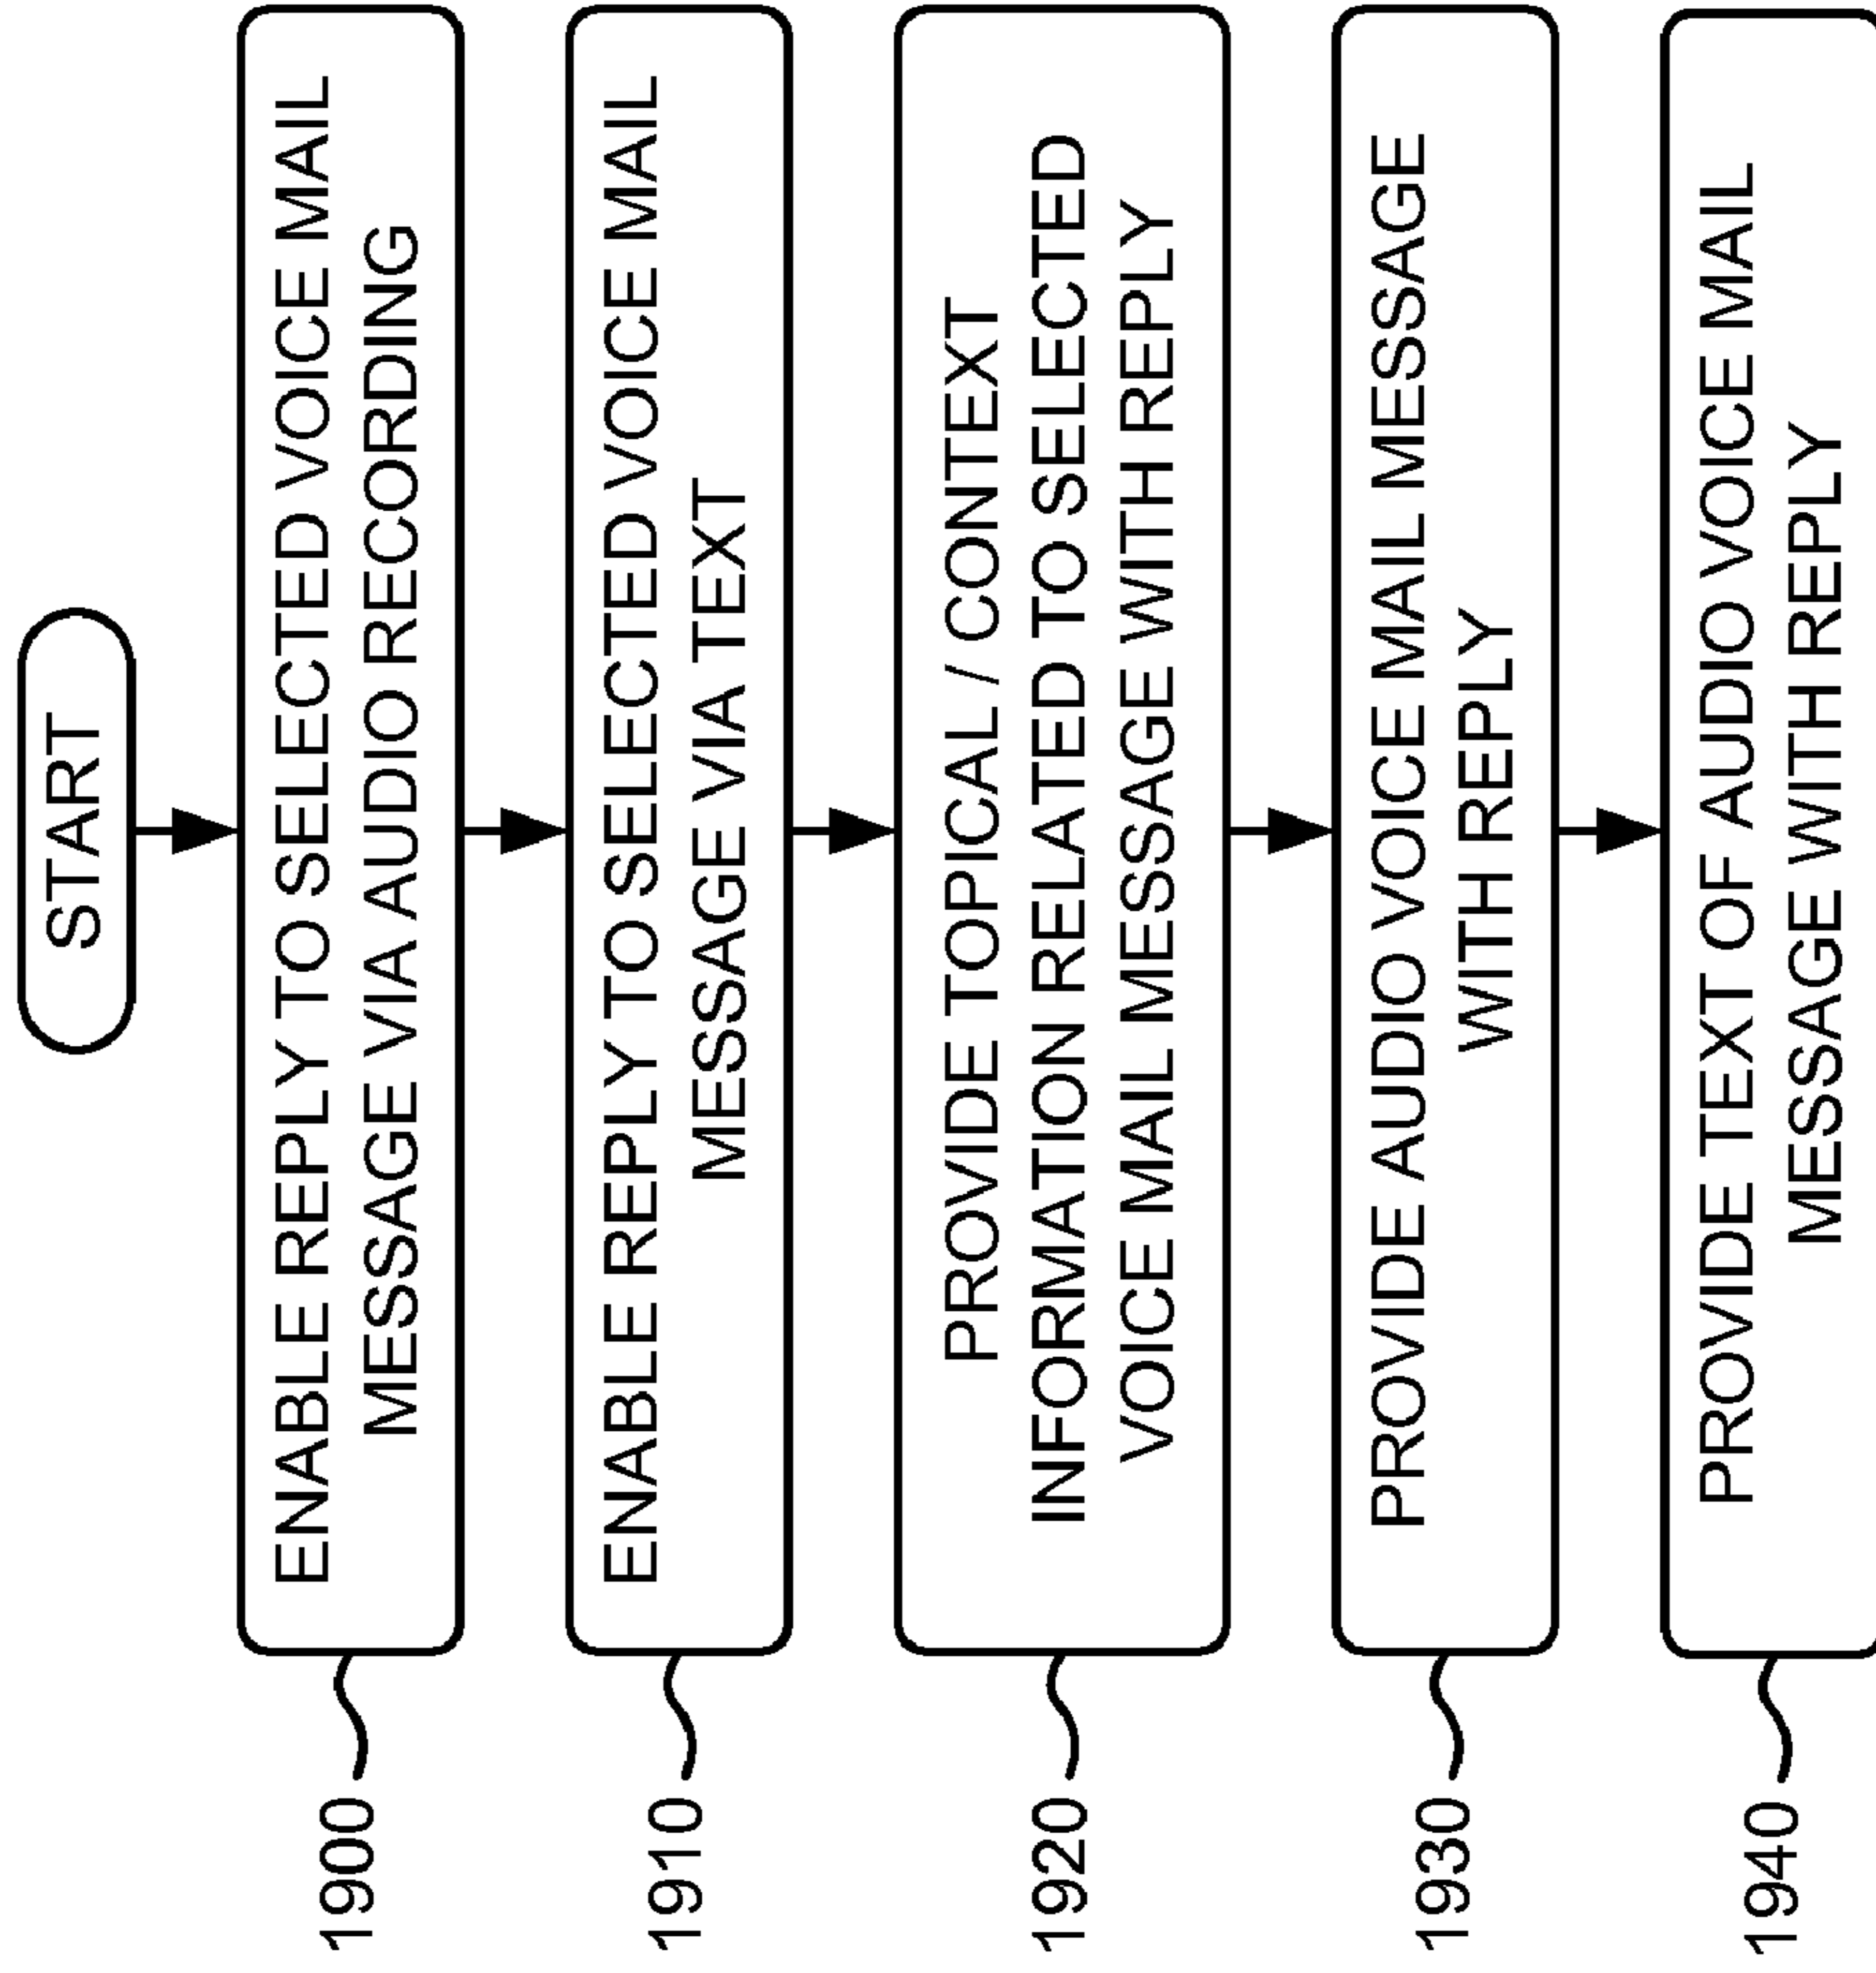 START
1900
ENABLE REPLY TO SELECTED VOICE MAIL
MESSAGE VIA AUDIO RECORDING
1910
ENABLE REPLY TO SELECTED VOICE MAIL
MESSAGE VIA TEXT
1920
PROVIDE TOPICAL / CONTEXT
INFORMATION RELATED TO SELECTED
VOICE MAIL MESSAGE WITH REPLY
1930
PROVIDE AUDIO VOICE MAIL MESSAGE
WITH REPLY
1940
PROVIDE TEXT OF AUDIO VOICE MAIL
MESSAGE WITH REPLY